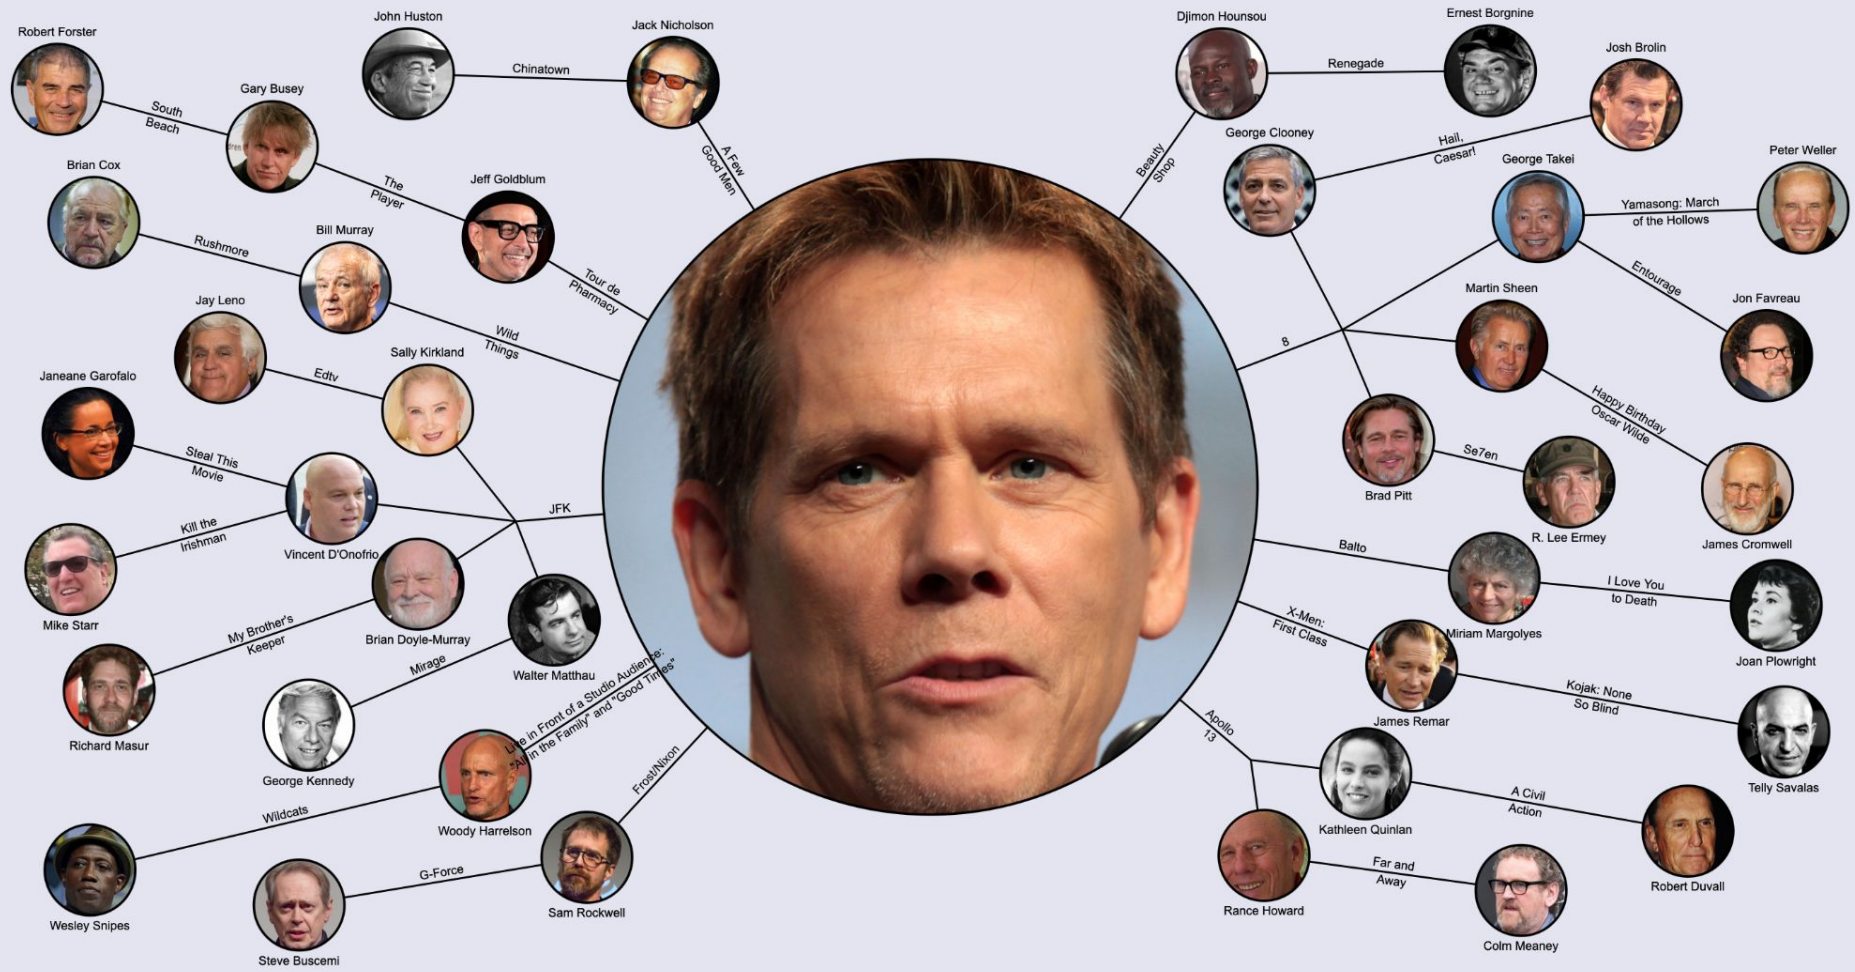 John Huston
Jack Nicholson
Djimon Hounsou
Ernest Borgnine
Robert Forster
Josh Brolin
Chinatown
Renegade
Gary Busey
South
Beach
George Clooney
Hail,
Caesar!
A Few
Good Men
Beauty
Shop
George Takei
Peter Weller
Brian Cox
The
Player
Jeff Goldblum
Yamasong: March
of the Hollows
Bill Murray
Rushmore
Entourage
Tour de
Pharmacy
Martin Sheen
Jon Favreau
Jay Leno
Wild
Things
8
Sally Kirkland
Edtv
Janeane Garofalo
Happy Birthday
Oscar Wilde
Steal This
Movie
Se7en
Brad Pitt
JFK
Kill the
Irishman
Vincent D'Onofrio
R. Lee Ermey
James Cromwell
Balto
I Love You
to Death
Mike Starr
My Brother's
Keeper
Brian Doyle-Murray
X-Men:
First Class
Miriam Margolyes
Mirage
Walter Matthau
Joan Plowright
Live in Front of a Studio Audience:
"All in the Family" and "Good Times"
Kojak: None
So Blind
James Remar
Richard Masur
Apollo
13
George Kennedy
Frost/Nixon
Telly Savalas
A Civil
Action
Wildcats
Woody Harrelson
Kathleen Quinlan
G-Force
Far and
Away
Robert Duvall
Wesley Snipes
Sam Rockwell
Rance Howard
Colm Meaney
Steve Buscemi